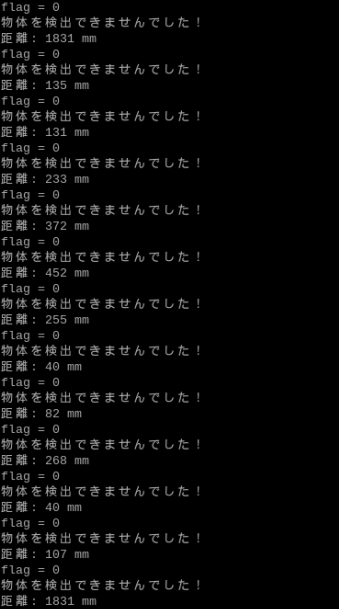 flag = 0
物体を検出できませんでした！
距離: 1831 mm
flag = 0
物体を検出できませんでした！
距離: 135 mm
flag = 0
物体を検出できませんでした！
距離: 131 mm
flag = 0
物体を検出できませんでした！
距離: 233 mm
flag = 0
物体を検出できませんでした！
距離: 372 mm
flag = 0
物体を検出できませんでした！
距離: 452 mm
flag = 0
物体を検出できませんでした！
距離: 255 mm
flag = 0
物体を検出できませんでした！
距離: 40 mm
flag = 0
物体を検出できませんでした！
距離: 82 mm
flag = 0
物体を検出できませんでした！
距離: 268 mm
flag = 0
物体を検出できませんでした！
距離: 40 mm
flag = 0
物体を検出できませんでした！
距離: 107 mm
flag = 0
物体を検出できませんでした！
距離: 1831 mm